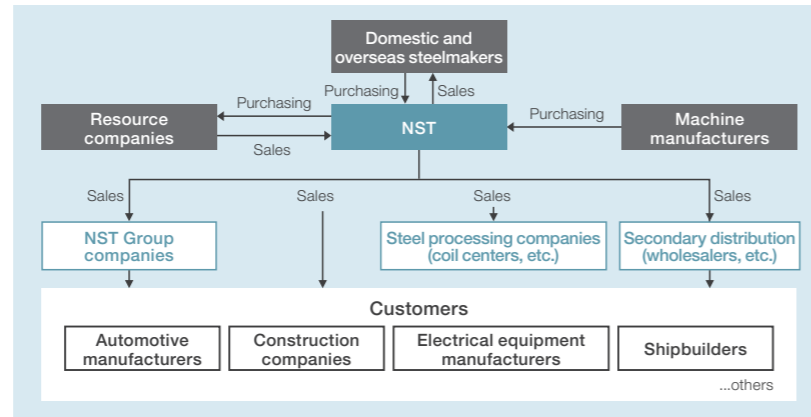 Domestic and
overseas steelmakers
Purchasing
Sales
Purchasing
Resource
companies
Sales
NST
Purchasing
Machine
manufacturers
Sales
Sales
Sales
Sales
NST Group
companies
Steel processing companies
(coil centers, etc.)
Secondary distribution
(wholesalers, etc.)
Customers
Automotive
manufacturers
Construction
companies
Electrical equipment
manufacturers
Shipbuilders
...others